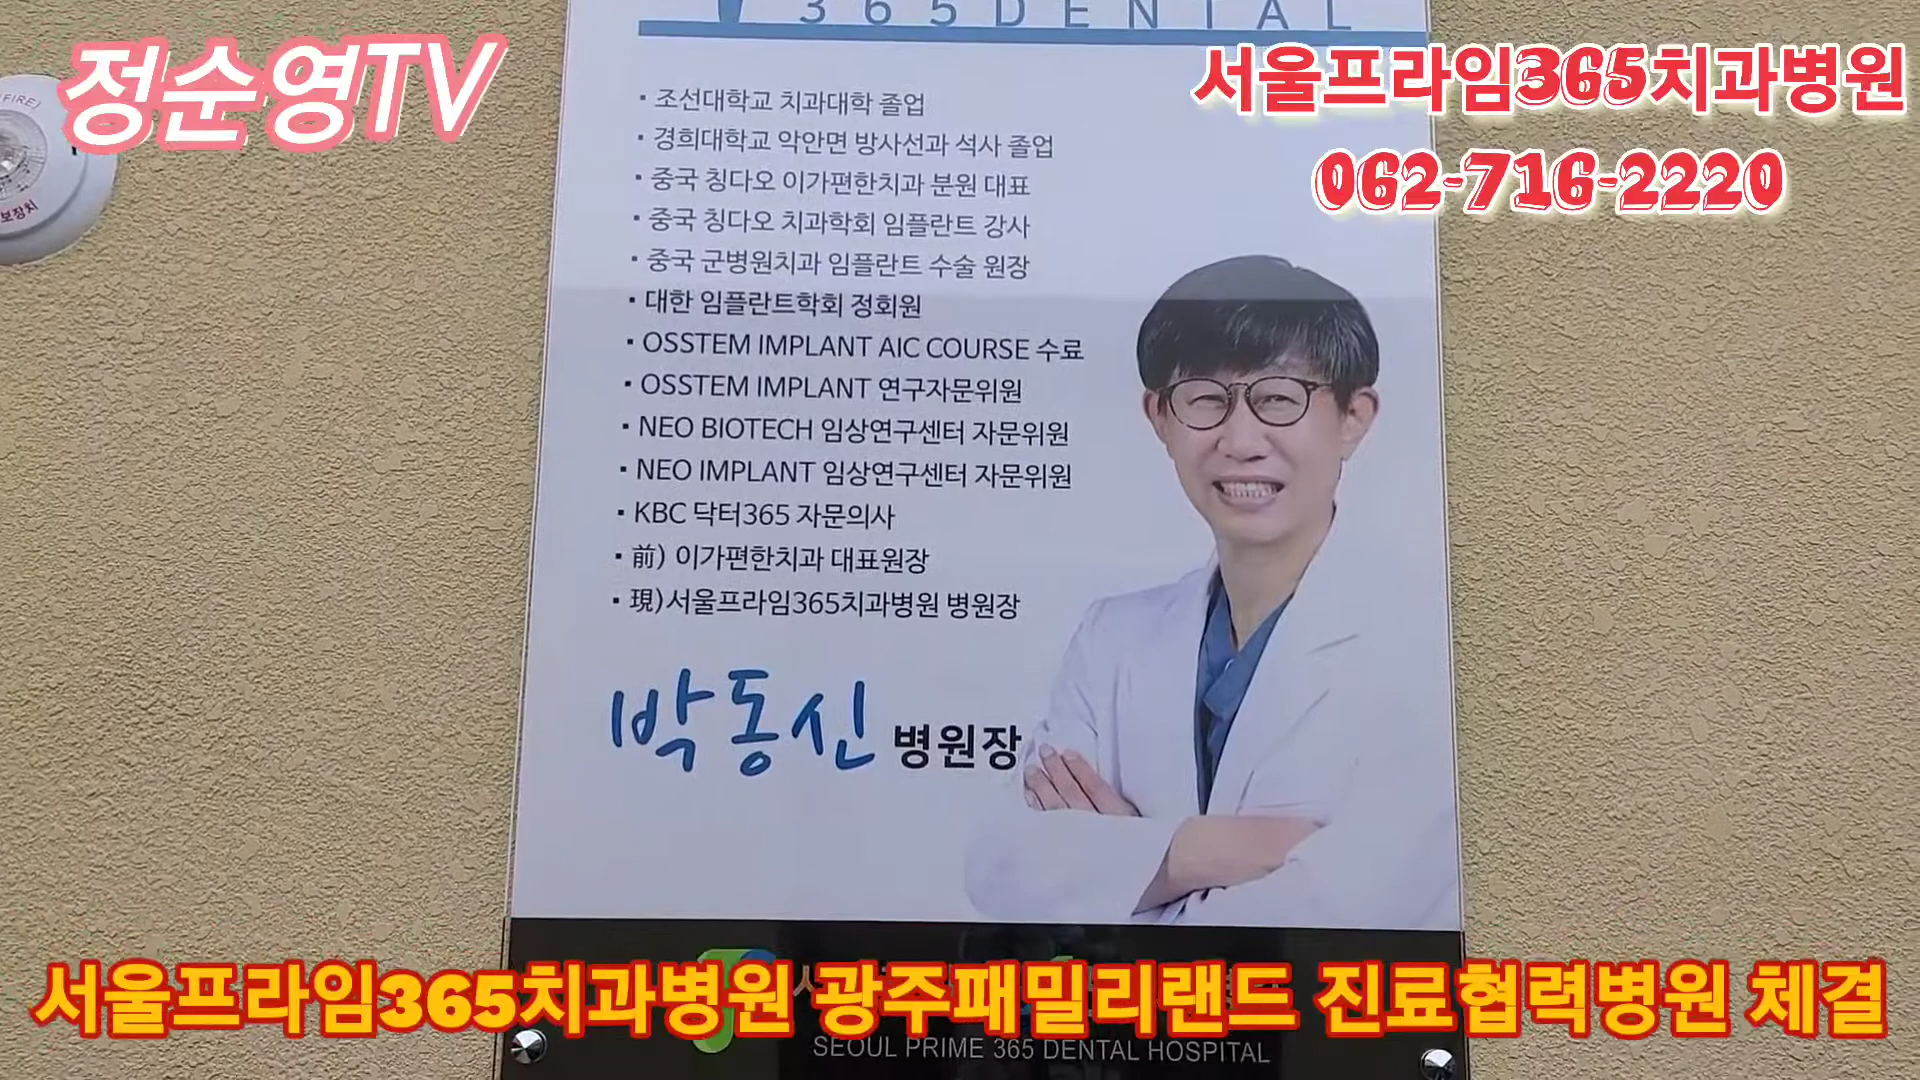 365DENTAL
정순영TV
서울프라임365치과병원
062-716-2220
FIRE)
보장치
· 조선대학교 치과대학 졸업
· 경희대학교 악안면 방사선과 석사 졸업
· 중국 칭다오 이가편한치과 분원 대표
· 중국 칭다오 치과학회 임플란트 강사
· 중국 군병원치과 임플란트 수술 원장
· 대한 임플란트학회 정회원
· OSSTEM IMPLANT AIC COURSE 수료
· OSSTEM IMPLANT 연구자문위원
· NEO BIOTECH 임상연구센터 자문위원
· NEO IMPLANT 임상연구센터 자문위원
· KBC 닥터365 자문의사
· 前) 이가편한치과 대표원장
· 現)서울프라임365치과병원 병원장
박동신 병원장
서울프라임365치과병원 광주패밀리랜드 진료협력병원 체결
SEOUL PRIME 365 DENTAL HOSPITAL